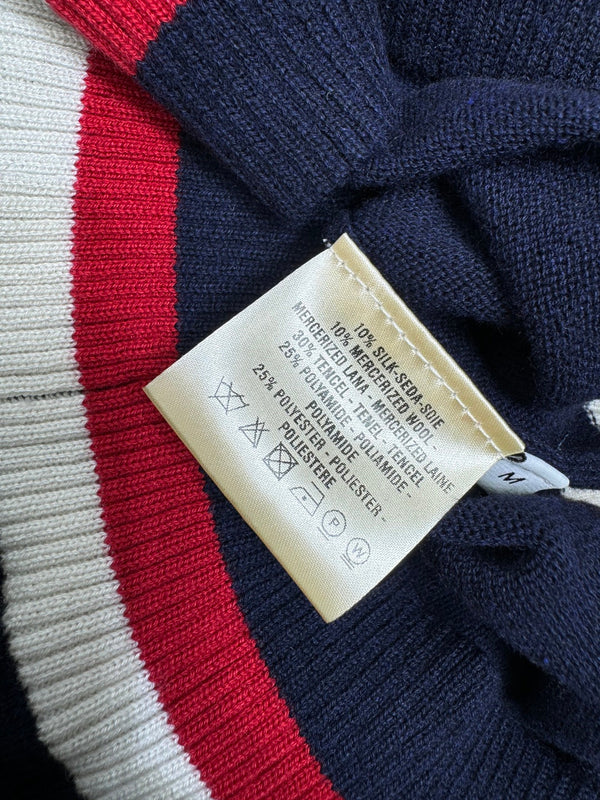 10% SILK-SEDA-SOIE
10% MERCERIZED WOOL -
MERCERIZED LANA - MERCERIZED LAINE
30% TENCEL - TENEL - TENCEL
25% POLYAMIDE - POLIAMIDE -
POLYAMIDE
25% POLYESTER - POLIESTER -
POLIESTERE
P
W
M